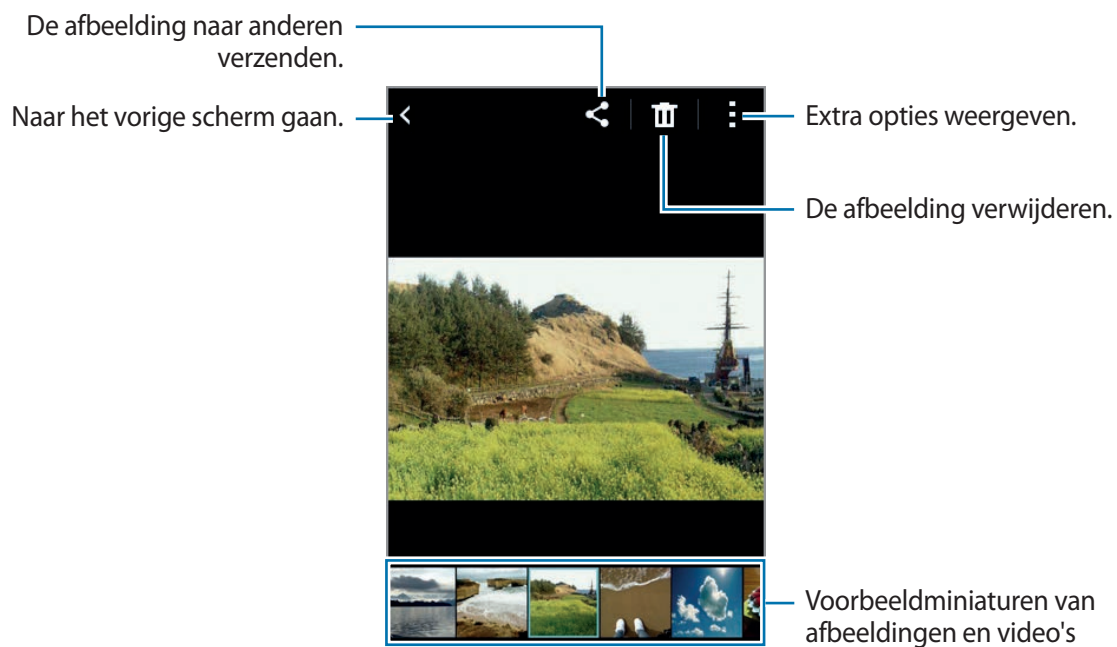 De afbeelding naar anderen
verzenden.
Naar het vorige scherm gaan.
Extra opties weergeven.
De afbeelding verwijderen.
Voorbeeldminiaturen van
afbeeldingen en video's